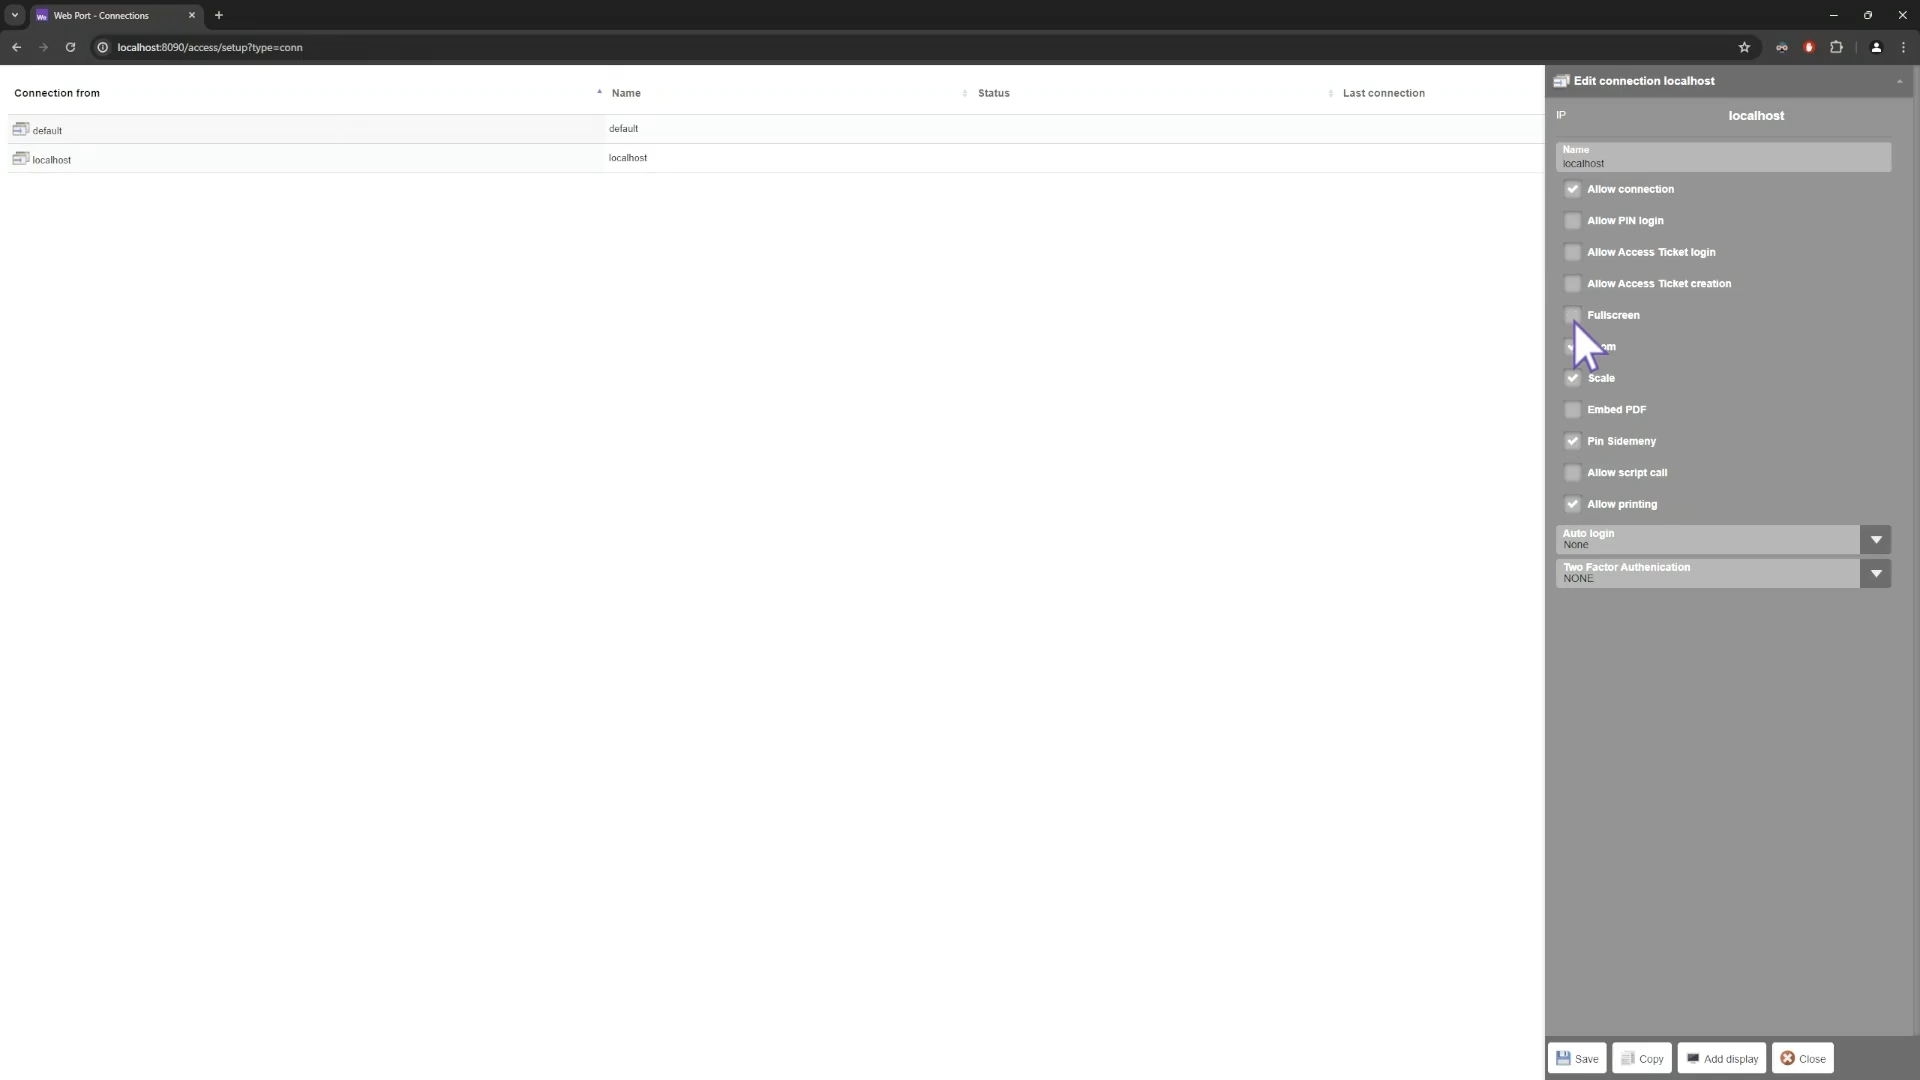 Web Port - Connections
localhost:8090/access/setup?type=conn
Connection from
Name
Status
Last connection
default
default
localhost
localhost
Edit connection localhost
IP
localhost
Name
localhost
Allow connection
Allow PIN login
Allow Access Ticket login
Allow Access Ticket creation
Fullscreen
Scale
Embed PDF
Pin Sidemeny
Allow script call
Allow printing
Auto login
None
Two Factor Authenication
NONE
Save
Copy
Add display
Close